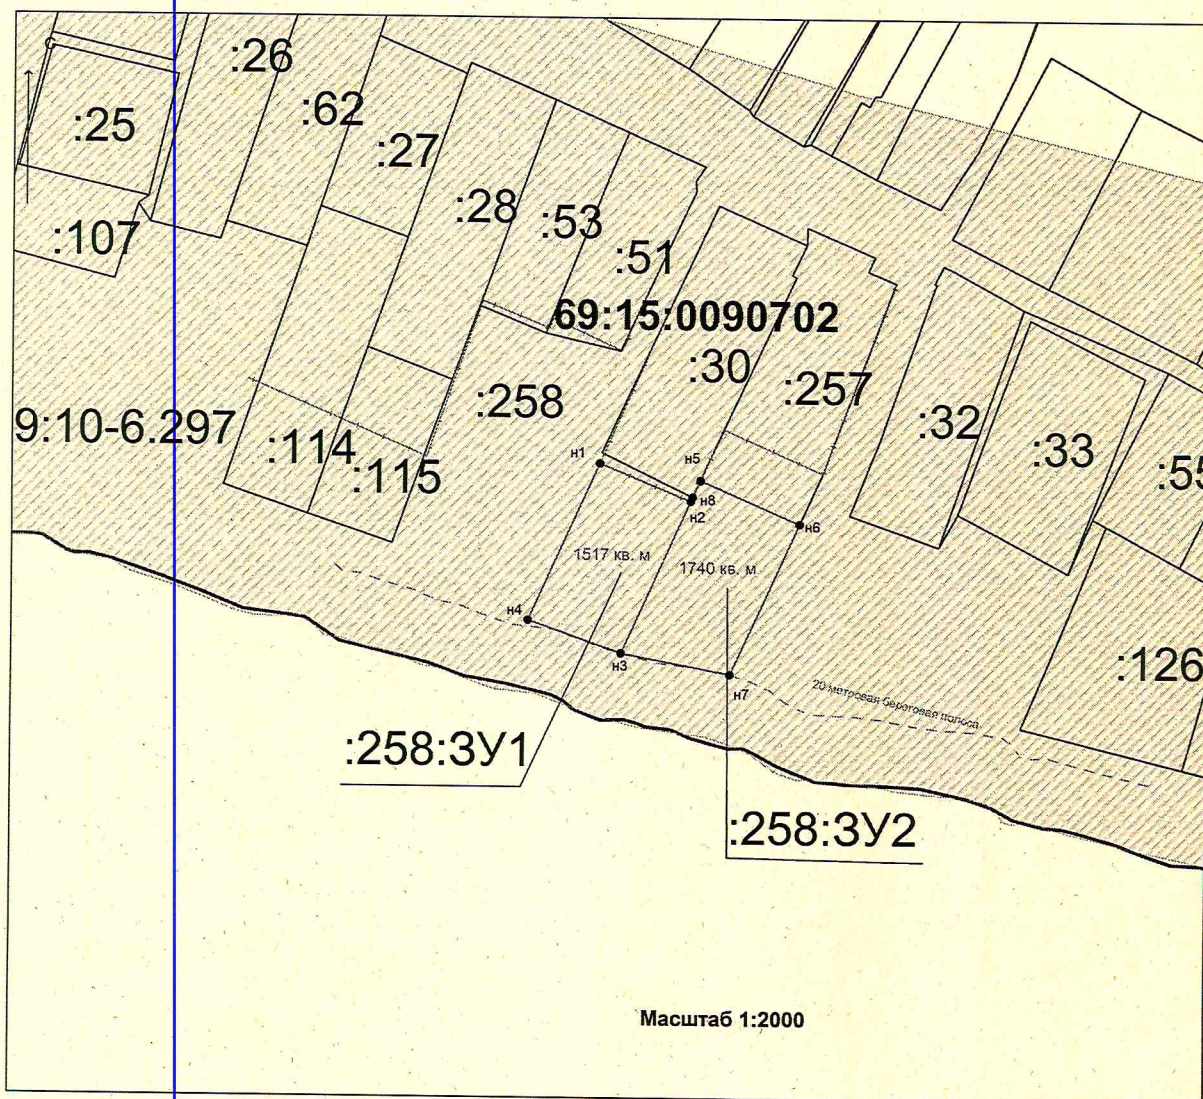 :26
:62
:25
:27
:28
:53
:107
:51
69:15:0090702
:30
:257
:258
:32
9:10-6.297
:114
:33
:115
:55
н1
н5
н8
н2
н6
1517 кв. м
1740 кв. м
н4
н3
:126
н7
20 метровая береговая полоса
:258:ЗУ1
:258:ЗУ2
Масштаб 1:2000